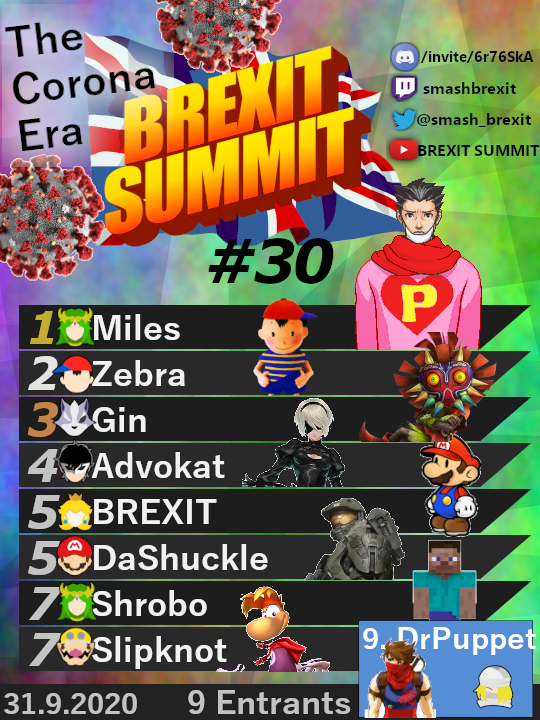 The
Corona
Era
BREXIT
SUMMIT
#30
/invite/6r76SkA
smashbrexit
@smash_brexit
BREXIT SUMMIT
P
1 Miles
2 Zebra
3 Gin
4 Advokat
5 BREXIT
5 DaShuckle
7 Shrobo
7 Slipknot
9. DrPuppet
31.9.2020
9 Entrants